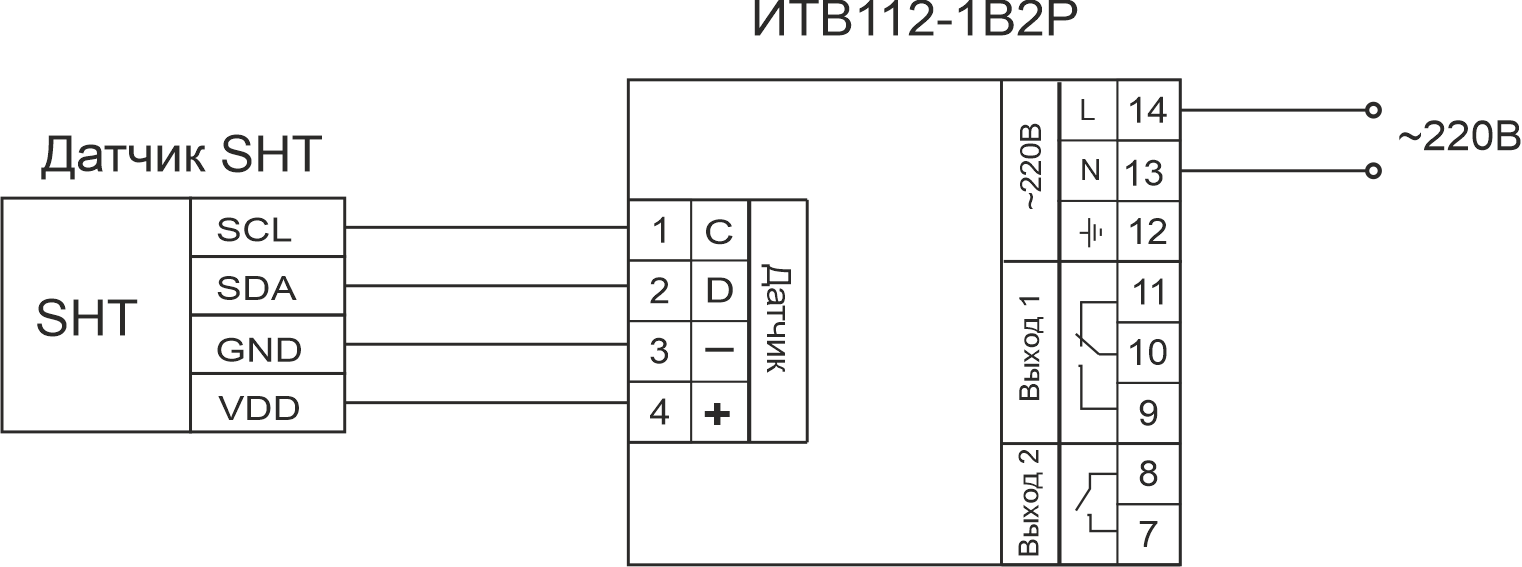 ИТВ112-1В2Р
Датчик SHT
SHT
SCL
SDA
GND
VDD
1 C
2 D
3 –
4 +
Датчик
~220В
L 14
N 13
12
~220В
Выход 1
11
10
9
Выход 2
8
7